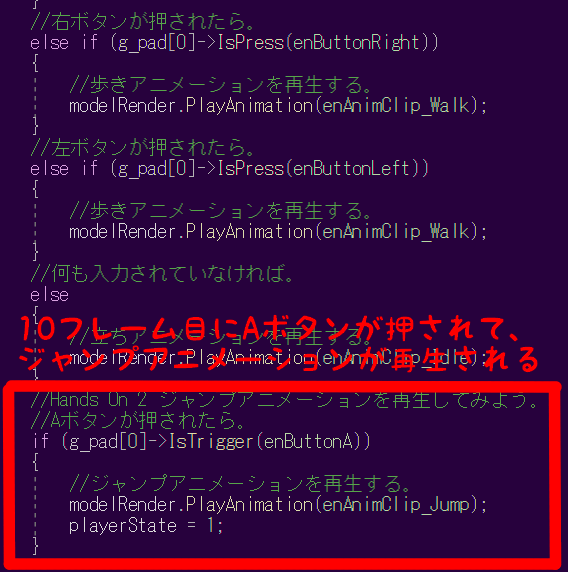 }
//右ボタンが押されたら。
else if (g_pad[0]->IsPress(enButtonRight))
{
//歩きアニメーションを再生する。
modelRender.PlayAnimation(enAnimClip_Walk);
}
//左ボタンが押されたら。
else if (g_pad[0]->IsPress(enButtonLeft))
{
//歩きアニメーションを再生する。
modelRender.PlayAnimation(enAnimClip_Walk);
}
//何も入力されていなければ。
else
{
10フレーム目にAボタンが押されて、
//立ちアニメーションを再生する。
ジャンプアニメーションが再生される
modelRender.PlayAnimation(enAnimClip_Idle);
}
//Hands On 2 ジャンプアニメーションを再生してみよう。
//Aボタンが押されたら。
if (g_pad[0]->IsTrigger(enButtonA))
{
//ジャンプアニメーションを再生する。
modelRender.PlayAnimation(enAnimClip_Jump);
playerState = 1;
}